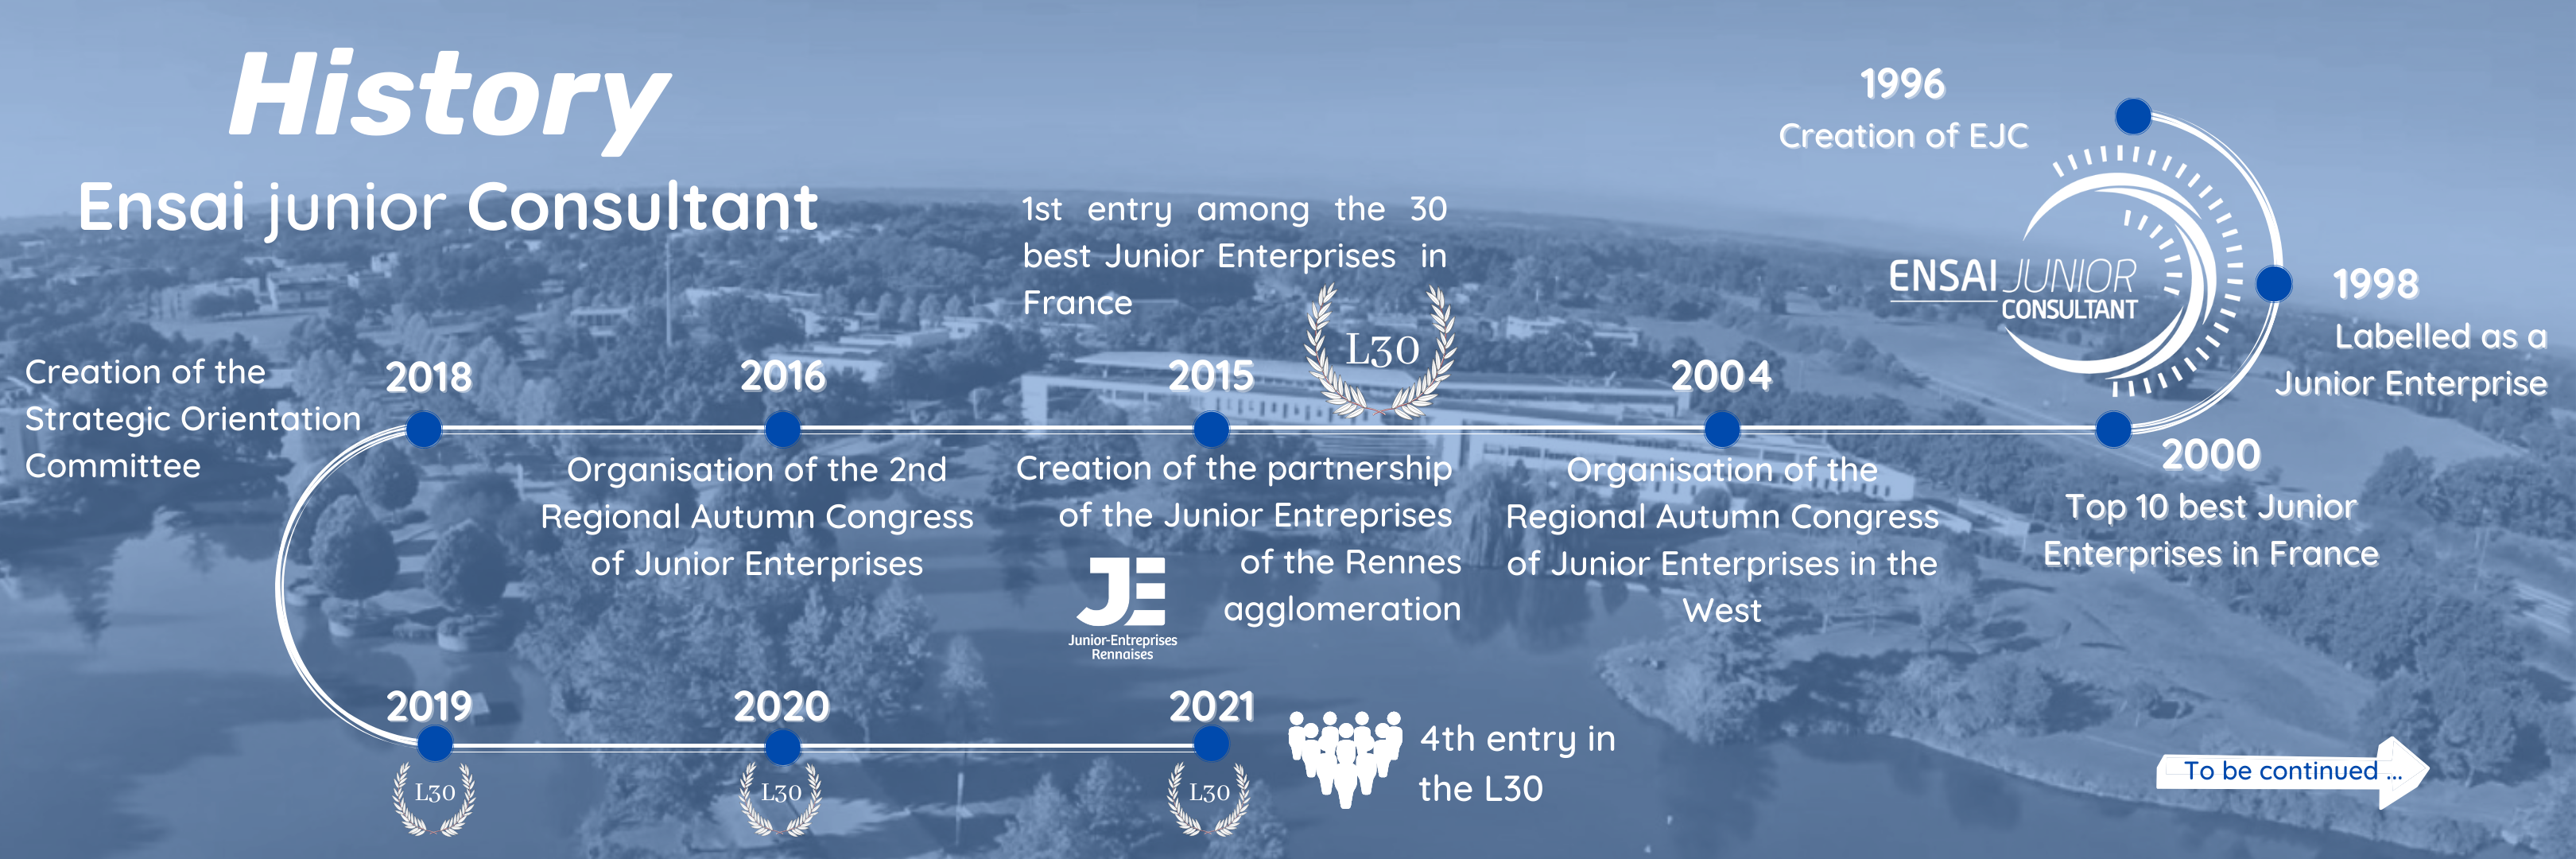 History
Ensai junior Consultant
1996
Creation of EJC
ENSAI JUNIOR
CONSULTANT
1998
Labelled as a
Junior Enterprise
2000
Top 10 best Junior
Enterprises in France
2004
Organisation of the
Regional Autumn Congress
of Junior Enterprises in the
West
1st entry among the 30
best Junior Enterprises in
France
L30
2015
Creation of the partnership
of the Junior Entreprises
of the Rennes
agglomeration
JE
Junior-Entreprises
Rennaises
2016
Organisation of the 2nd
Regional Autumn Congress
of Junior Enterprises
2018
Creation of the
Strategic Orientation
Committee
2019
L30
2020
L30
2021
L30
4th entry in
the L30
To be continued ...